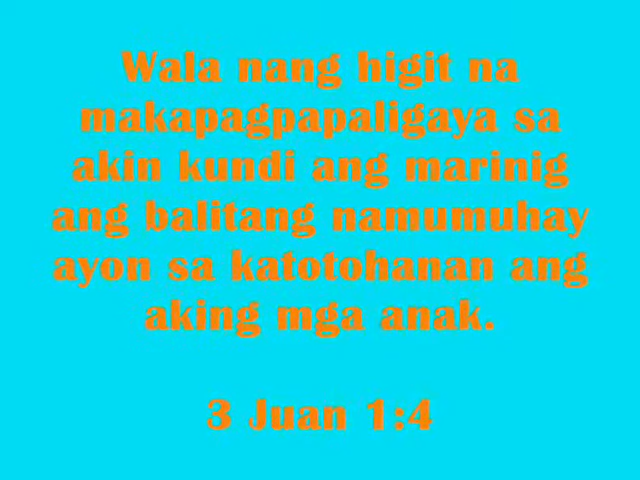 Wala nang higit na
makapagpapaligaya sa
akin kundi ang marinig
ang balitang namumuhay
ayon sa katotohanan ang
aking mga anak.
3 Juan 1:4